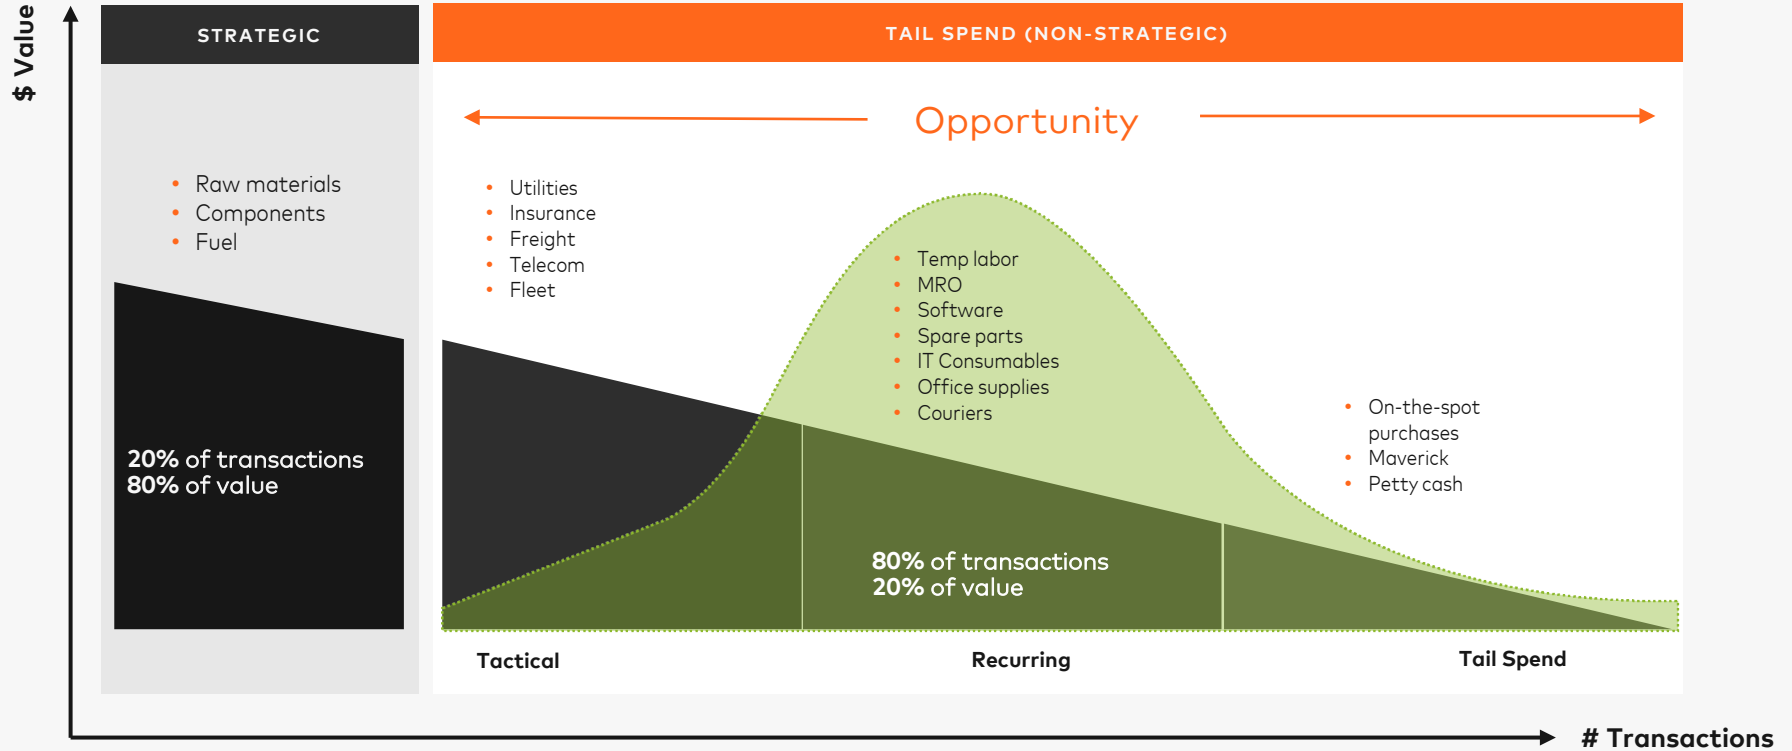 $ Value
STRATEGIC
TAIL SPEND (NON-STRATEGIC)
Opportunity
• Raw materials
• Components
• Fuel
• Utilities
• Insurance
• Freight
• Telecom
• Fleet
• Temp labor
• MRO
• Software
• Spare parts
• IT Consumables
• Office supplies
• Couriers
• On-the-spot
purchases
• Maverick
• Petty cash
20% of transactions
80% of value
80% of transactions
20% of value
Tactical
Recurring
Tail Spend
# Transactions